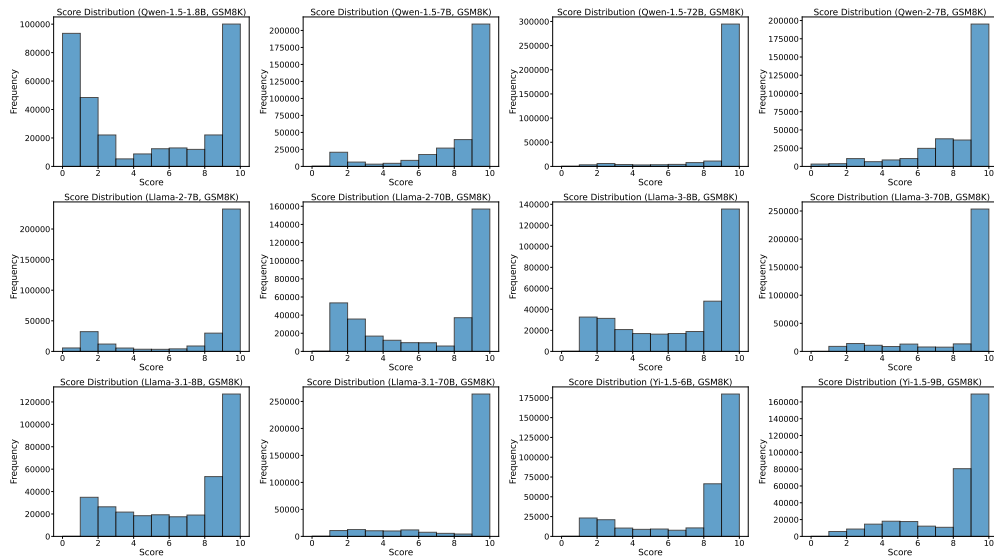 Score Distribution (Qwen-1.5-1.8B, GSM8K)
Frequency
100000
80000
60000
40000
20000
0
0 2 4 6 8 10
Score
Score Distribution (Qwen-1.5-7B, GSM8K)
Frequency
200000
175000
150000
125000
100000
75000
50000
25000
0
0 2 4 6 8 10
Score
Score Distribution (Qwen-1.5-72B, GSM8K)
Frequency
300000
250000
200000
150000
100000
50000
0
0 2 4 6 8 10
Score
Score Distribution (Qwen-2-7B, GSM8K)
Frequency
200000
175000
150000
125000
100000
75000
50000
25000
0
0 2 4 6 8 10
Score
Score Distribution (Llama-2-7B, GSM8K)
Frequency
200000
150000
100000
50000
0
0 2 4 6 8 10
Score
Score Distribution (Llama-2-70B, GSM8K)
Frequency
160000
140000
120000
100000
80000
60000
40000
20000
0
0 2 4 6 8 10
Score
Score Distribution (Llama-3-8B, GSM8K)
Frequency
140000
120000
100000
80000
60000
40000
20000
0
0 2 4 6 8 10
Score
Score Distribution (Llama-3-70B, GSM8K)
Frequency
250000
200000
150000
100000
50000
0
0 2 4 6 8 10
Score
Score Distribution (Llama-3.1-8B, GSM8K)
Frequency
120000
100000
80000
60000
40000
20000
0
0 2 4 6 8 10
Score
Score Distribution (Llama-3.1-70B, GSM8K)
Frequency
250000
200000
150000
100000
50000
0
0 2 4 6 8 10
Score
Score Distribution (Yi-1.5-6B, GSM8K)
Frequency
175000
150000
125000
100000
75000
50000
25000
0
0 2 4 6 8 10
Score
Score Distribution (Yi-1.5-9B, GSM8K)
Frequency
160000
140000
120000
100000
80000
60000
40000
20000
0
0 2 4 6 8 10
Score